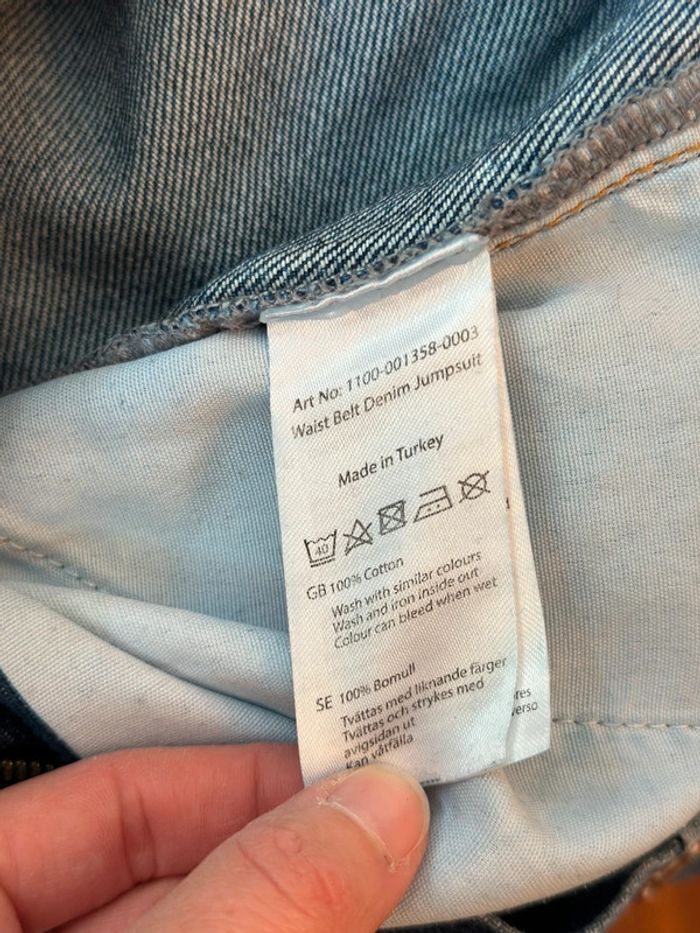 Art No: 1100-001358-0003
Waist Belt Denim Jumpsuit
Made in Turkey
40
GB 100% Cotton
Wash with similar colours
Wash and iron inside out
Colour can bleed when wet
SE 100% Bomull
Tvättas med liknande färger
Tvättas och strykes med
avigsidan ut
Kan våtfälla